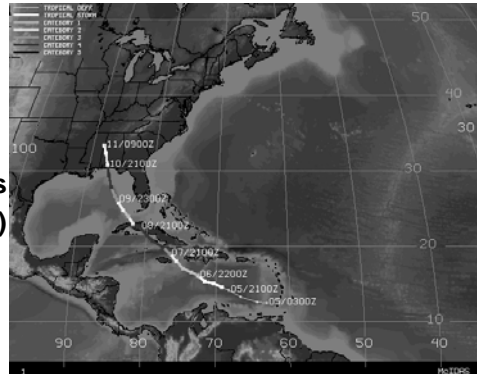 TROPICAL DEPR
TROPICAL STORM
CATEGORY 1
CATEGORY 2
CATEGORY 3
CATEGORY 4
CATEGORY 5
50
40
30
100
11/0900Z
10/2100Z
30
s
)
09/2300Z
08/2100Z
20
07/2100Z
06/2200Z
05/2100Z
05/0300Z
10
90
80
70
60
50
40
1
McIDAS